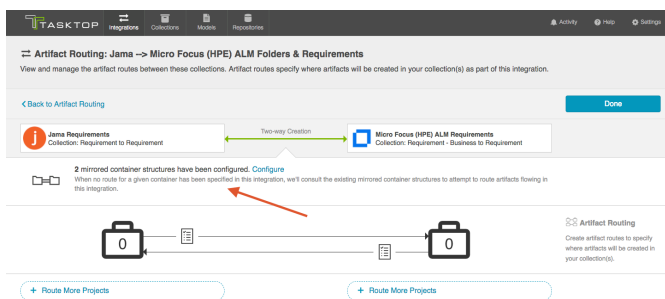 TASKTOP
Integrations
Collections
Models
Repositories
Activity
Help
Settings
Artifact Routing: Jama --> Micro Focus (HPE) ALM Folders & Requirements
View and manage the artifact routes between these collections. Artifact routes specify where artifacts will be created in your collection(s) as part of this integration.
Back to Artifact Routing
Done
j
Jama Requirements
Collection: Requirement to Requirement
Two-way Creation
Micro Focus (HPE) ALM Requirements
Collection: Requirement - Business to Requirement
2 mirrored container structures have been configured. Configure
When no route for a given container has been specified in this integration, we'll consult the existing mirrored container structures to attempt to route artifacts flowing in
this integration.
0
0
Artifact Routing
Create artifact routes to specify
where artifacts will be created in
your collection(s).
+ Route More Projects
+ Route More Projects